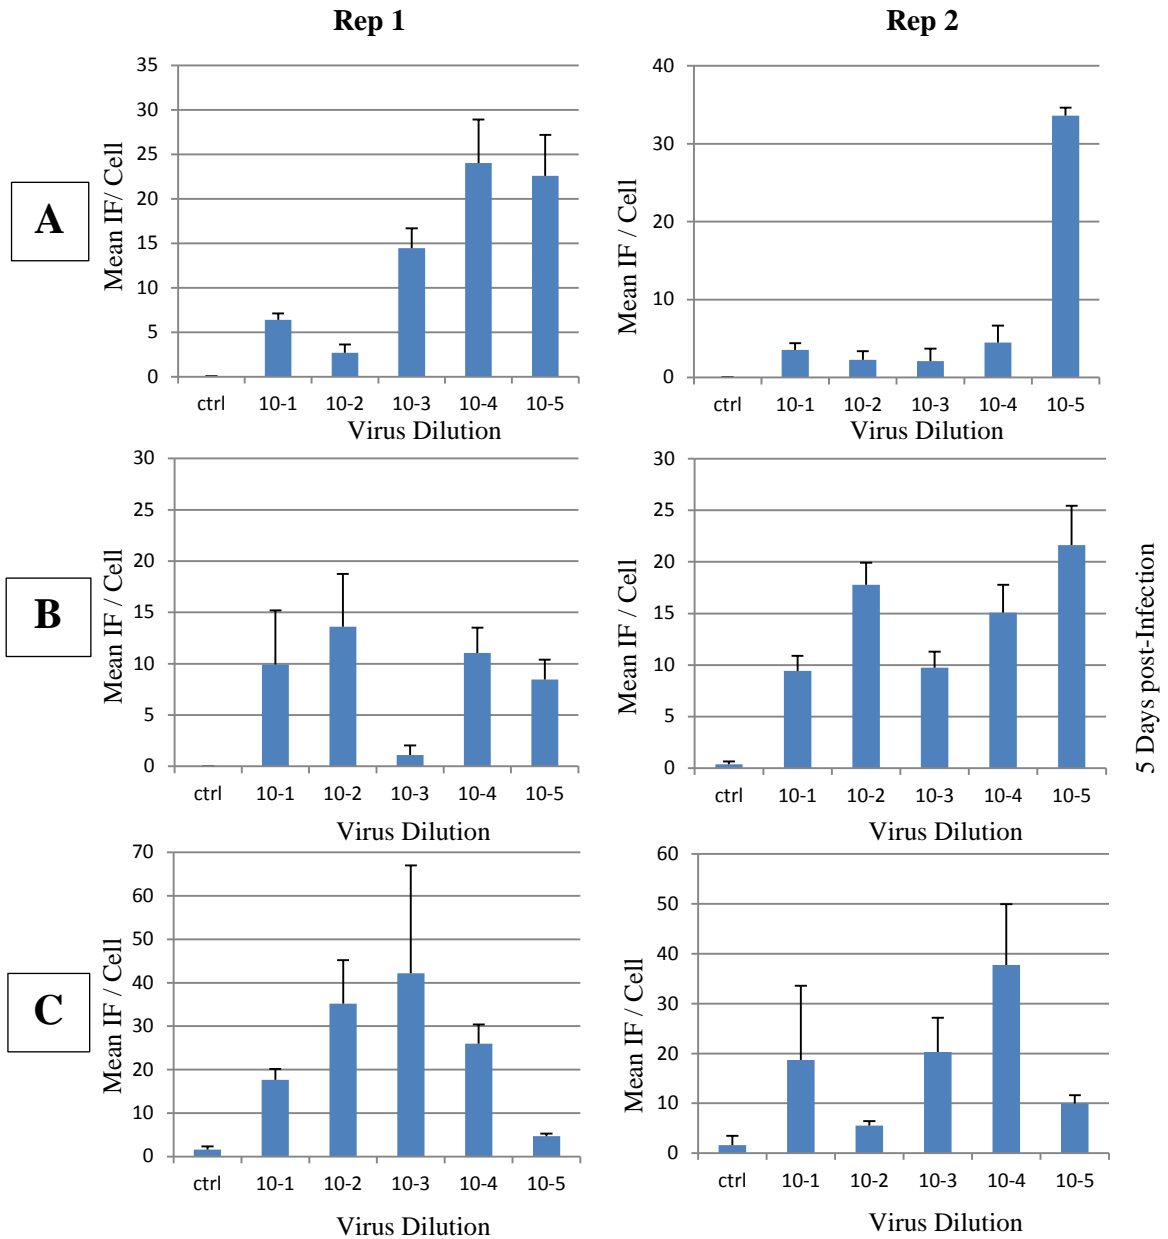 Rep 1
Rep 2
A
Mean IF/ Cell
35
30
25
20
15
10
5
0
ctrl 10-1 10-2 10-3 10-4 10-5
Virus Dilution
Mean IF / Cell
40
30
20
10
0
ctrl 10-1 10-2 10-3 10-4 10-5
Virus Dilution
B
Mean IF / Cell
30
25
20
15
10
5
0
ctrl 10-1 10-2 10-3 10-4 10-5
Virus Dilution
Mean IF / Cell
30
25
20
15
10
5
0
ctrl 10-1 10-2 10-3 10-4 10-5
Virus Dilution
5 Days post-Infection
C
Mean IF / Cell
70
60
50
40
30
20
10
0
ctrl 10-1 10-2 10-3 10-4 10-5
Virus Dilution
Mean IF / Cell
60
50
40
30
20
10
0
ctrl 10-1 10-2 10-3 10-4 10-5
Virus Dilution